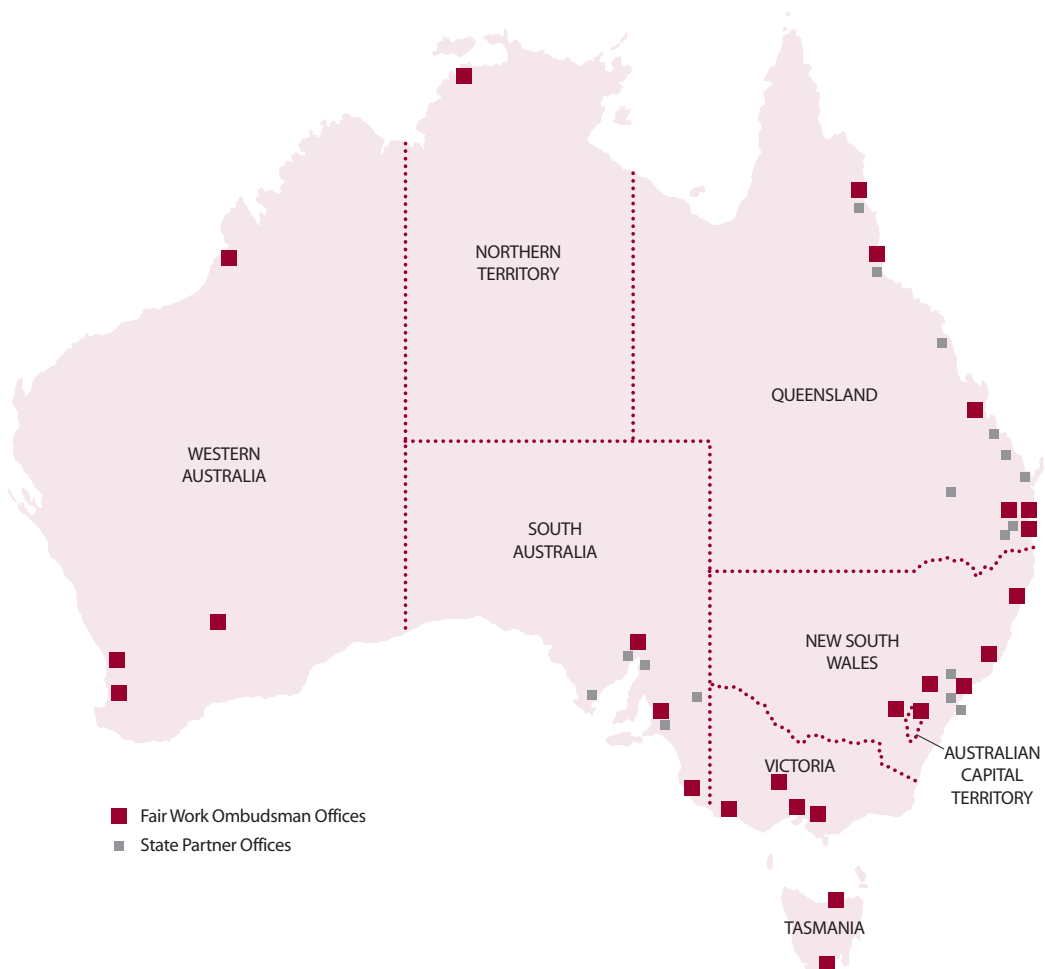 NORTHERN
TERRITORY
QUEENSLAND
WESTERN
AUSTRALIA
SOUTH
AUSTRALIA
NEW SOUTH
WALES
AUSTRALIAN
CAPITAL
TERRITORY
VICTORIA
Fair Work Ombudsman Offices
State Partner Offices
TASMANIA